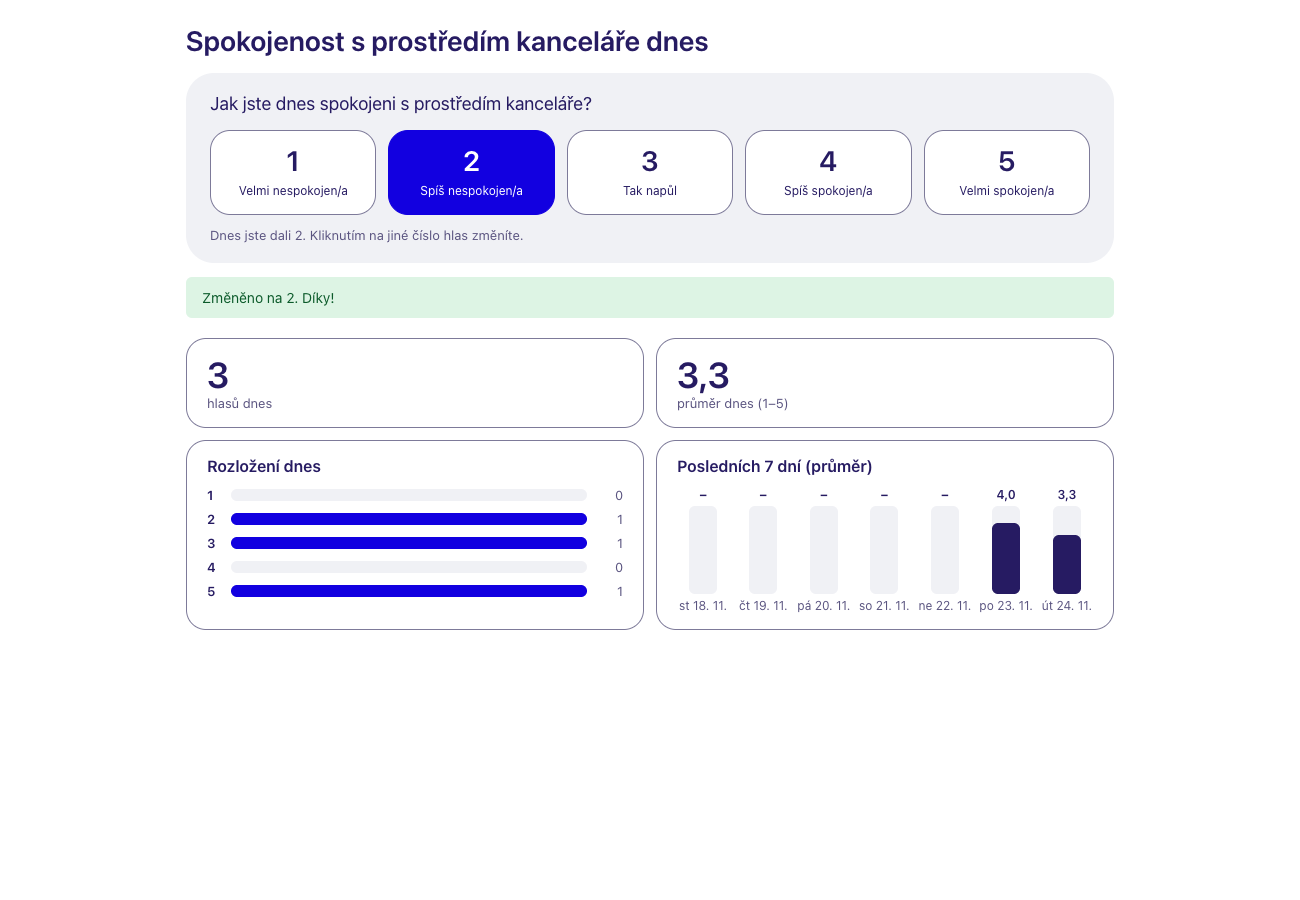 Spokojenost s prostředím kanceláře dnes
Jak jste dnes spokojeni s prostředím kanceláře?
1
Velmi nespokojen/a
2
Spíš nespokojen/a
3
Tak napůl
4
Spíš spokojen/a
5
Velmi spokojen/a
Dnes jste dali 2. Kliknutím na jiné číslo hlas změníte.
Změněno na 2. Díky!
3
hlasů dnes
3,3
průměr dnes (1–5)
Rozložení dnes
1 0
2 1
3 1
4 0
5 1
Posledních 7 dní (průměr)
– – – – – 4,0 3,3
st 18. 11. čt 19. 11. pá 20. 11. so 21. 11. ne 22. 11. po 23. 11. út 24. 11.